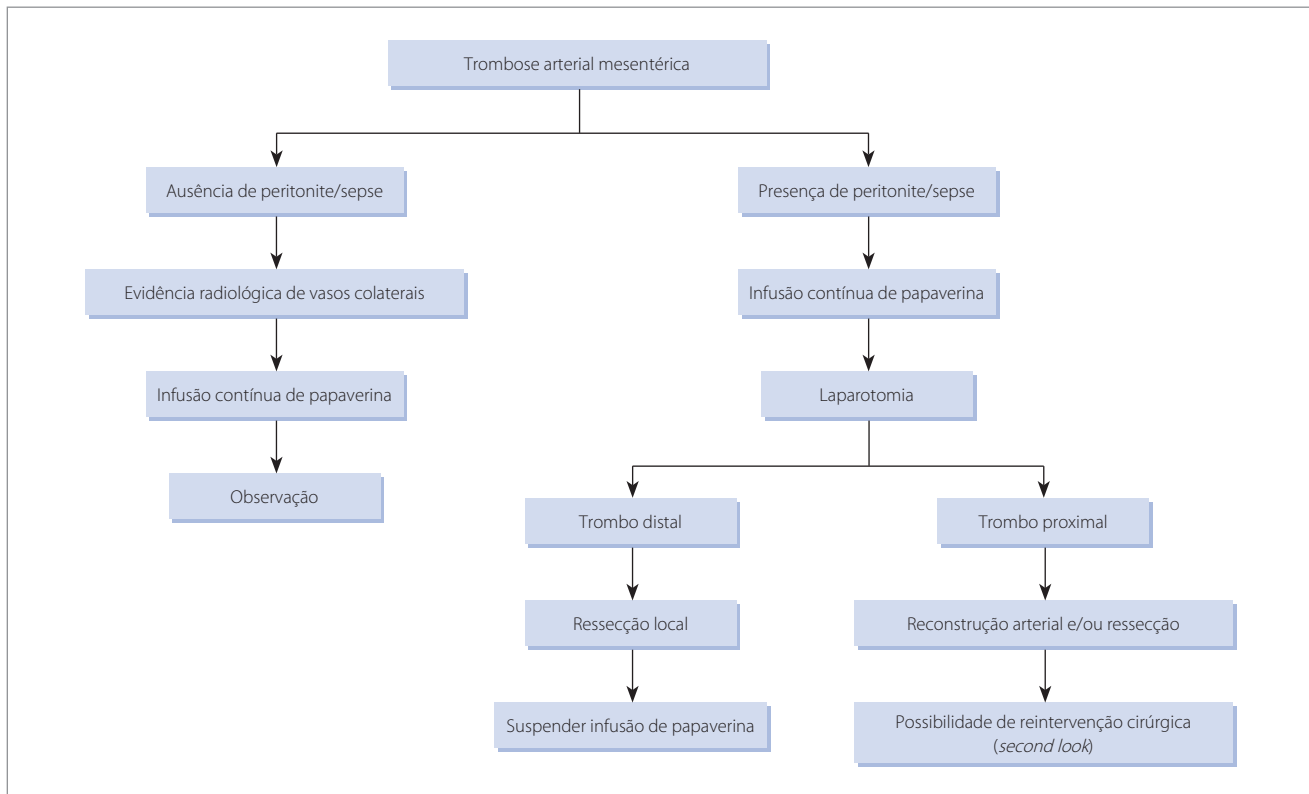 Trombose arterial mesentérica
Ausência de peritonite/sepse
Presença de peritonite/sepse
Evidência radiológica de vasos colaterais
Infusão contínua de papaverina
Infusão contínua de papaverina
Laparotomia
Observação
Trombo distal
Trombo proximal
Ressecção local
Reconstrução arterial e/ou ressecção
Suspender infusão de papaverina
Possibilidade de reintervenção cirúrgica
(second look)